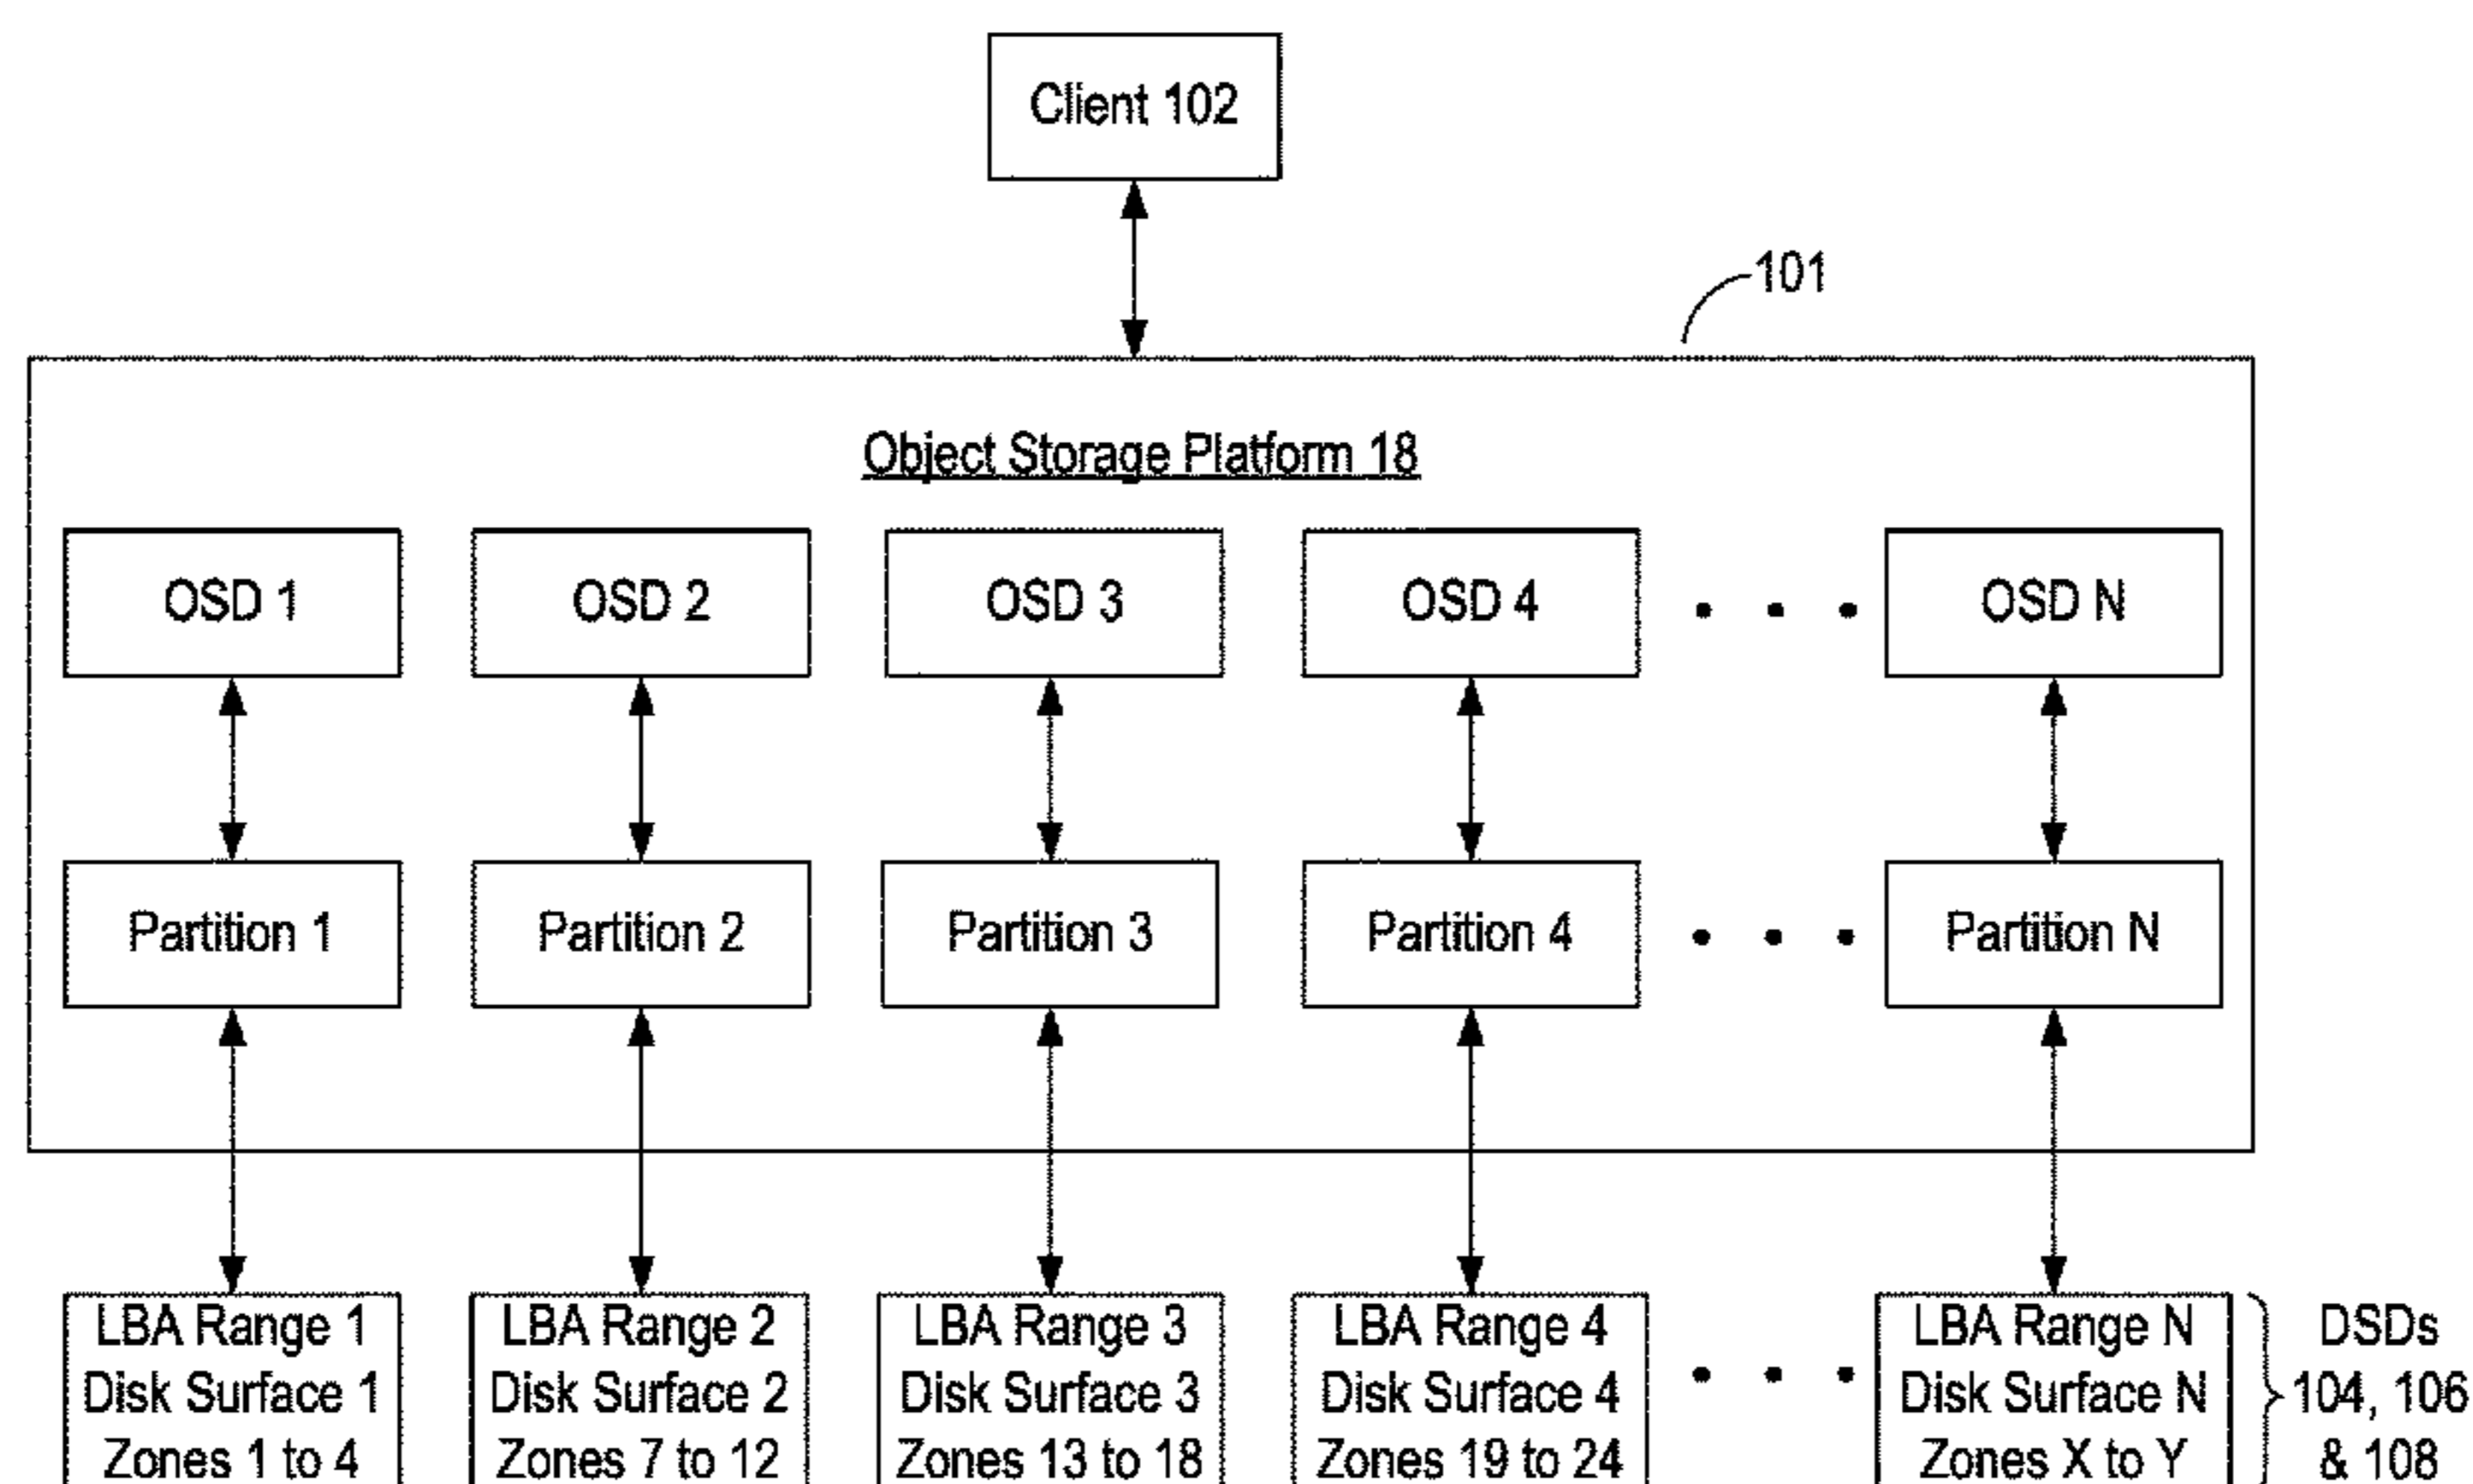 Client 102
101
Object Storage Platform 18
OSD 1
OSD 2
OSD 3
OSD 4
OSD N
Partition 1
Partition 2
Partition 3
Partition 4
Partition N
LBA Range 1
Disk Surface 1
Zones 1 to 4
LBA Range 2
Disk Surface 2
Zones 7 to 12
LBA Range 3
Disk Surface 3
Zones 13 to 18
LBA Range 4
Disk Surface 4
Zones 19 to 24
LBA Range N
Disk Surface N
Zones X to Y
DSDs
104, 106
& 108